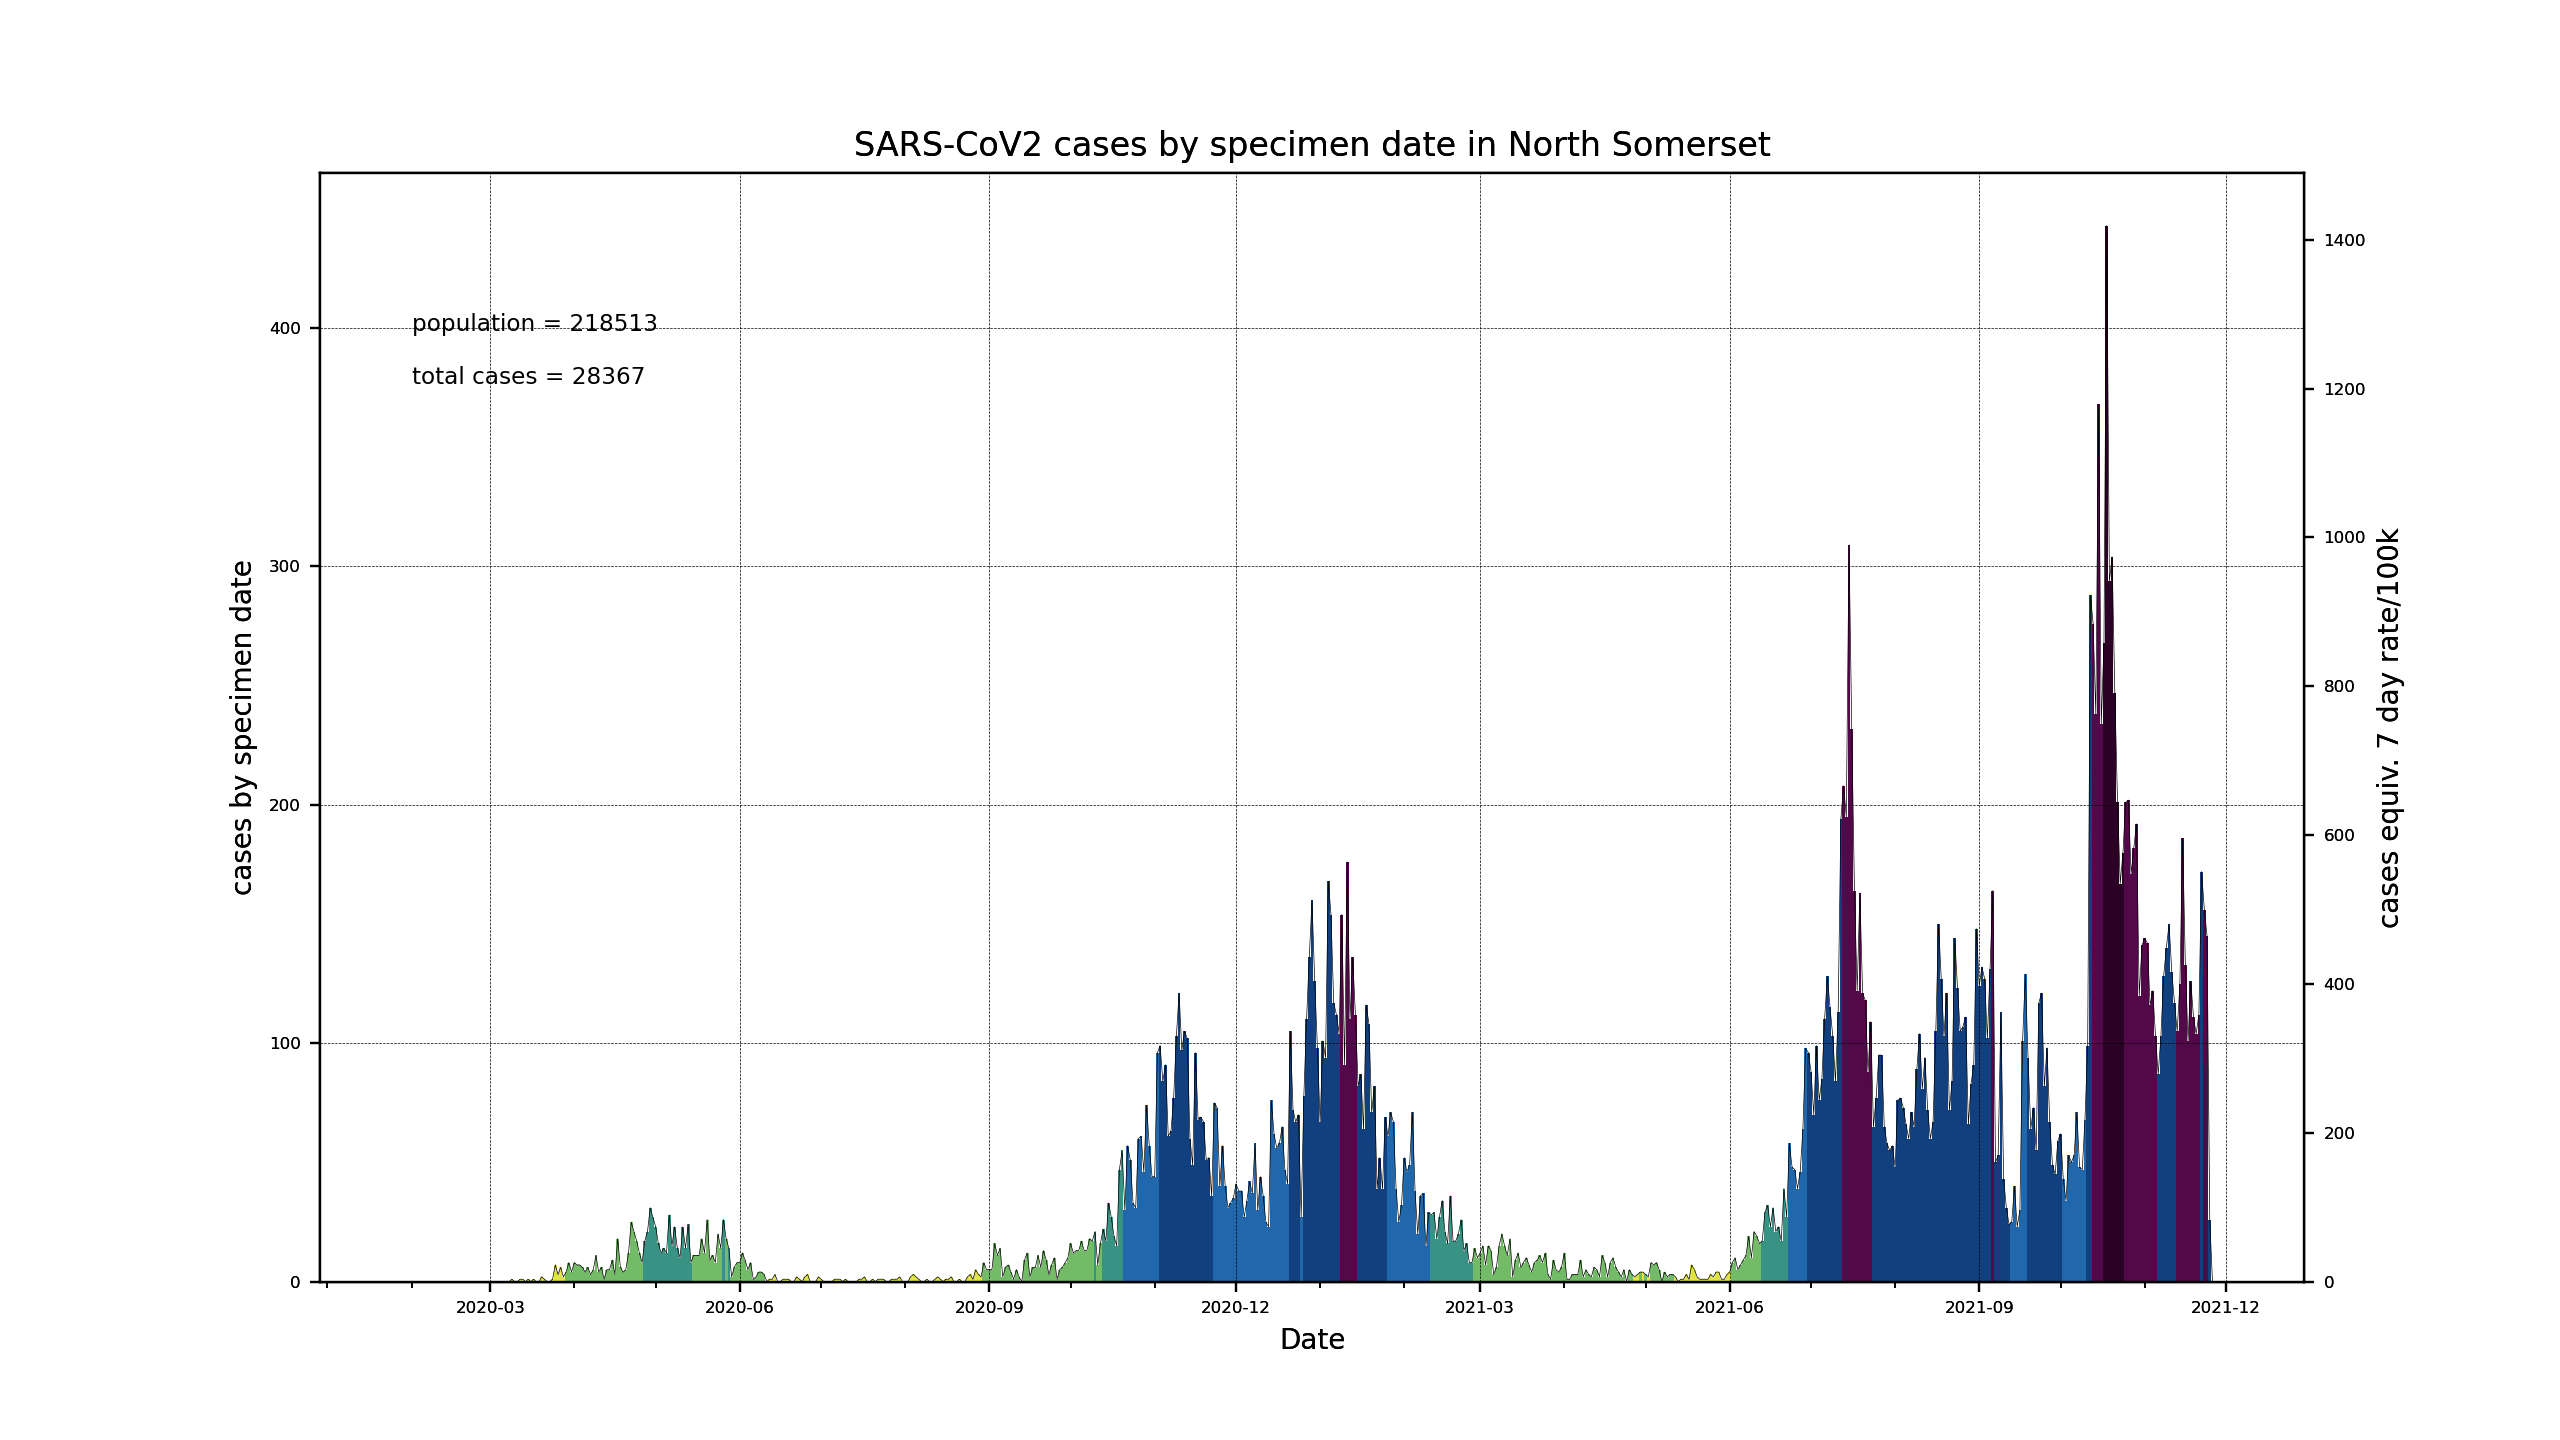 SARS-CoV2 cases by specimen date in North Somerset
population = 218513
total cases = 28367
cases by specimen date
400
300
200
100
0
1400
1200
1000
800
600
400
200
0
cases equiv. 7 day rate/100k
2020-03 2020-06 2020-09 2020-12 2021-03 2021-06 2021-09 2021-12
Date